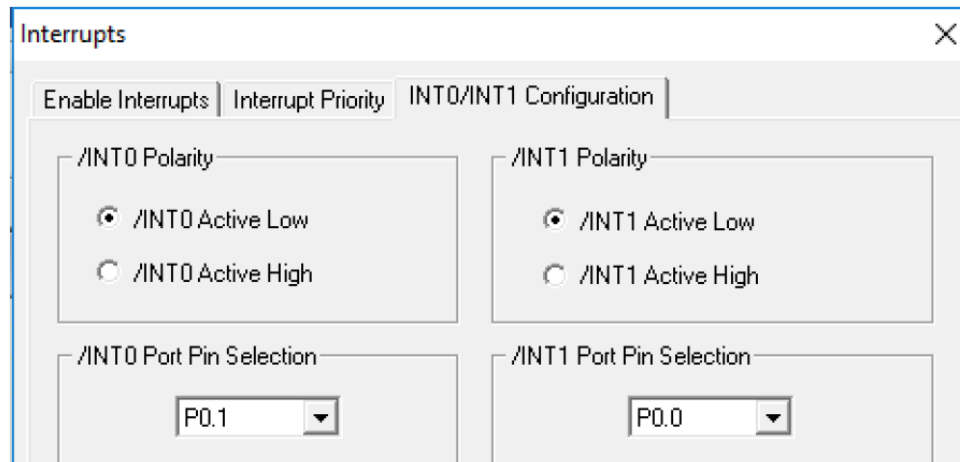 Interrupts
Enable Interrupts Interrupt Priority INT0/INT1 Configuration
/INT0 Polarity
/INT0 Active Low
/INT0 Active High
/INT1 Polarity
/INT1 Active Low
/INT1 Active High
/INT0 Port Pin Selection
P0.1
/INT1 Port Pin Selection
P0.0